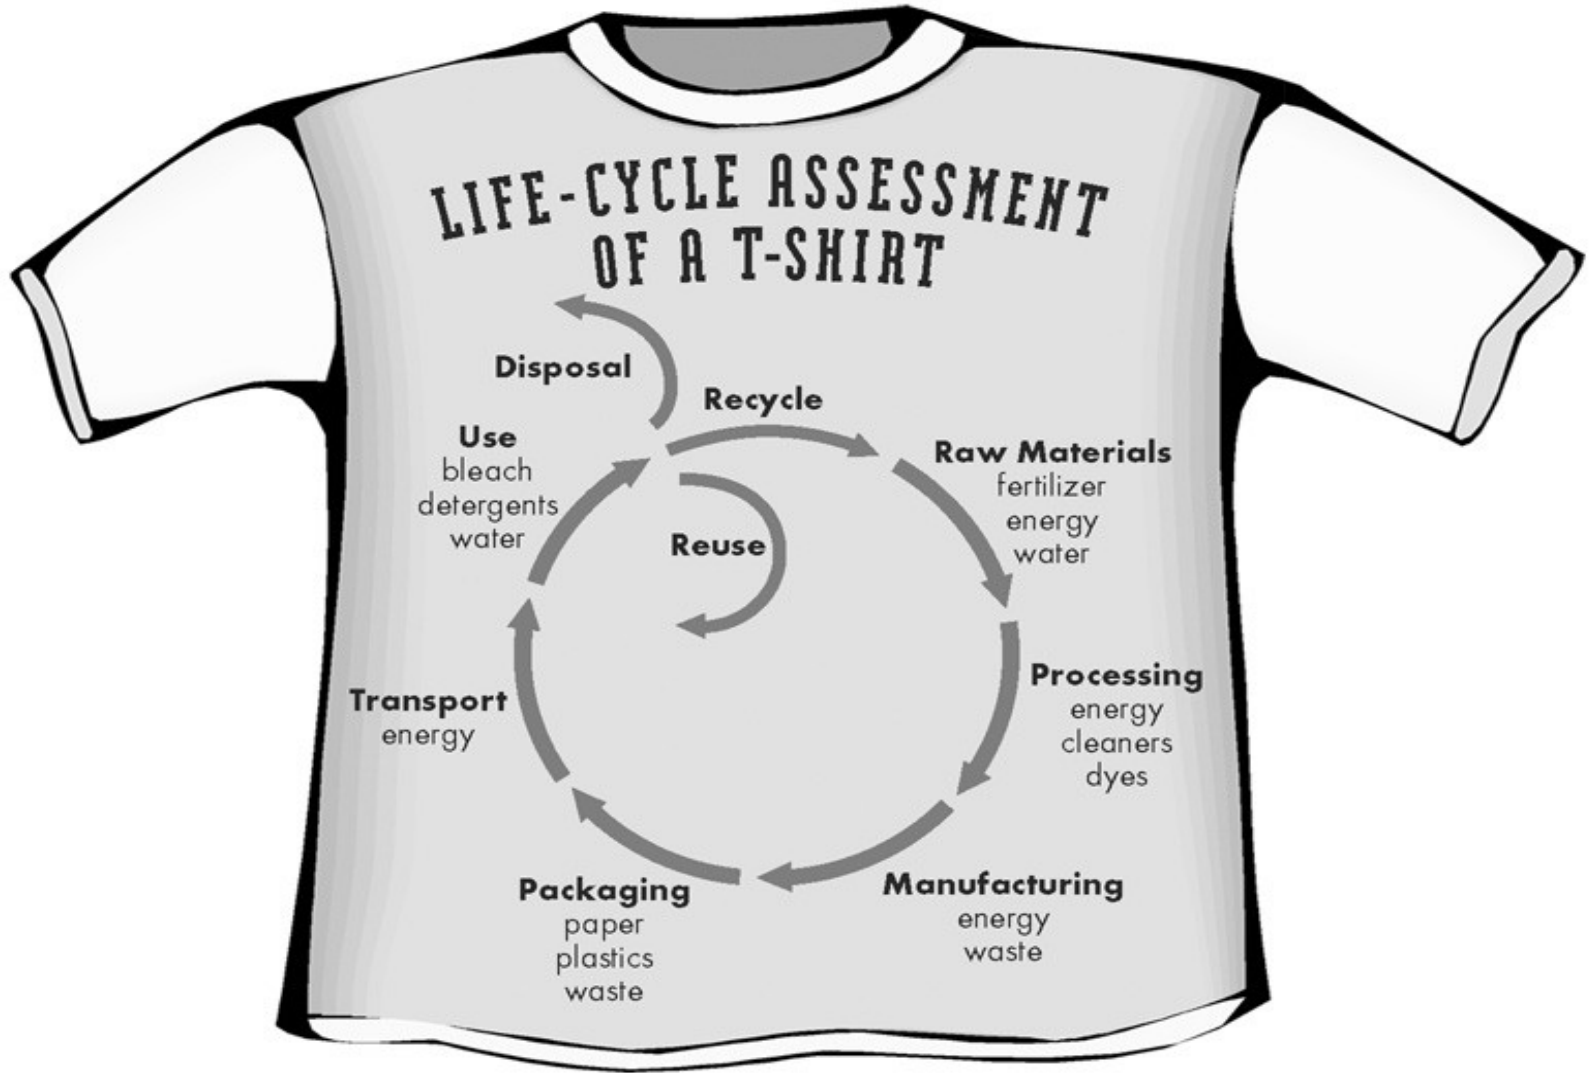 LIFE-CYCLE ASSESSMENT
OF A T-SHIRT
Disposal
Recycle
Use
bleach
detergents
water
Raw Materials
fertilizer
energy
water
Reuse
Processing
energy
cleaners
dyes
Transport
energy
Manufacturing
energy
waste
Packaging
paper
plastics
waste